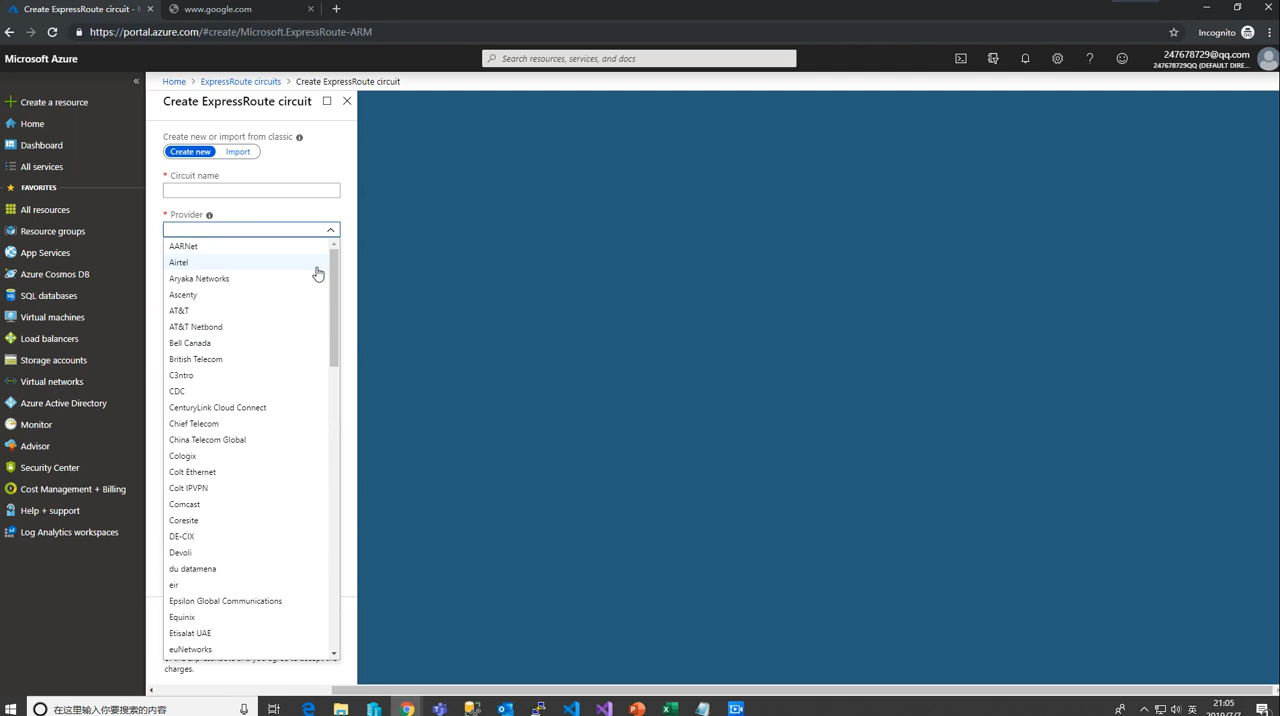 Create ExpressRoute circuit - M
www.google.com
https://portal.azure.com/#create/Microsoft.ExpressRoute-ARM
Incognito
Microsoft Azure
Search resources, services, and docs
247678729@qq.com
247678729QQ (DEFAULT DIRE...
Home > ExpressRoute circuits > Create ExpressRoute circuit
Create ExpressRoute circuit
Create new or import from classic
Create new
Import
* Circuit name
* Provider
AARNet
Airtel
Aryaka Networks
Ascenty
AT&T
AT&T Netbond
Bell Canada
British Telecom
C3ntro
CDC
CenturyLink Cloud Connect
Chief Telecom
China Telecom Global
Cologix
Colt Ethernet
Colt IPVPN
Comcast
Coresite
DE-CIX
Devoli
du datamena
eir
Epsilon Global Communications
Equinix
Etisalat UAE
euNetworks
charges.
Create a resource
Home
Dashboard
All services
FAVORITES
All resources
Resource groups
App Services
Azure Cosmos DB
SQL databases
Virtual machines
Load balancers
Storage accounts
Virtual networks
Azure Active Directory
Monitor
Advisor
Security Center
Cost Management + Billing
Help + support
Log Analytics workspaces
在这里输入你要搜索的内容
英
21:05
2019/7/7